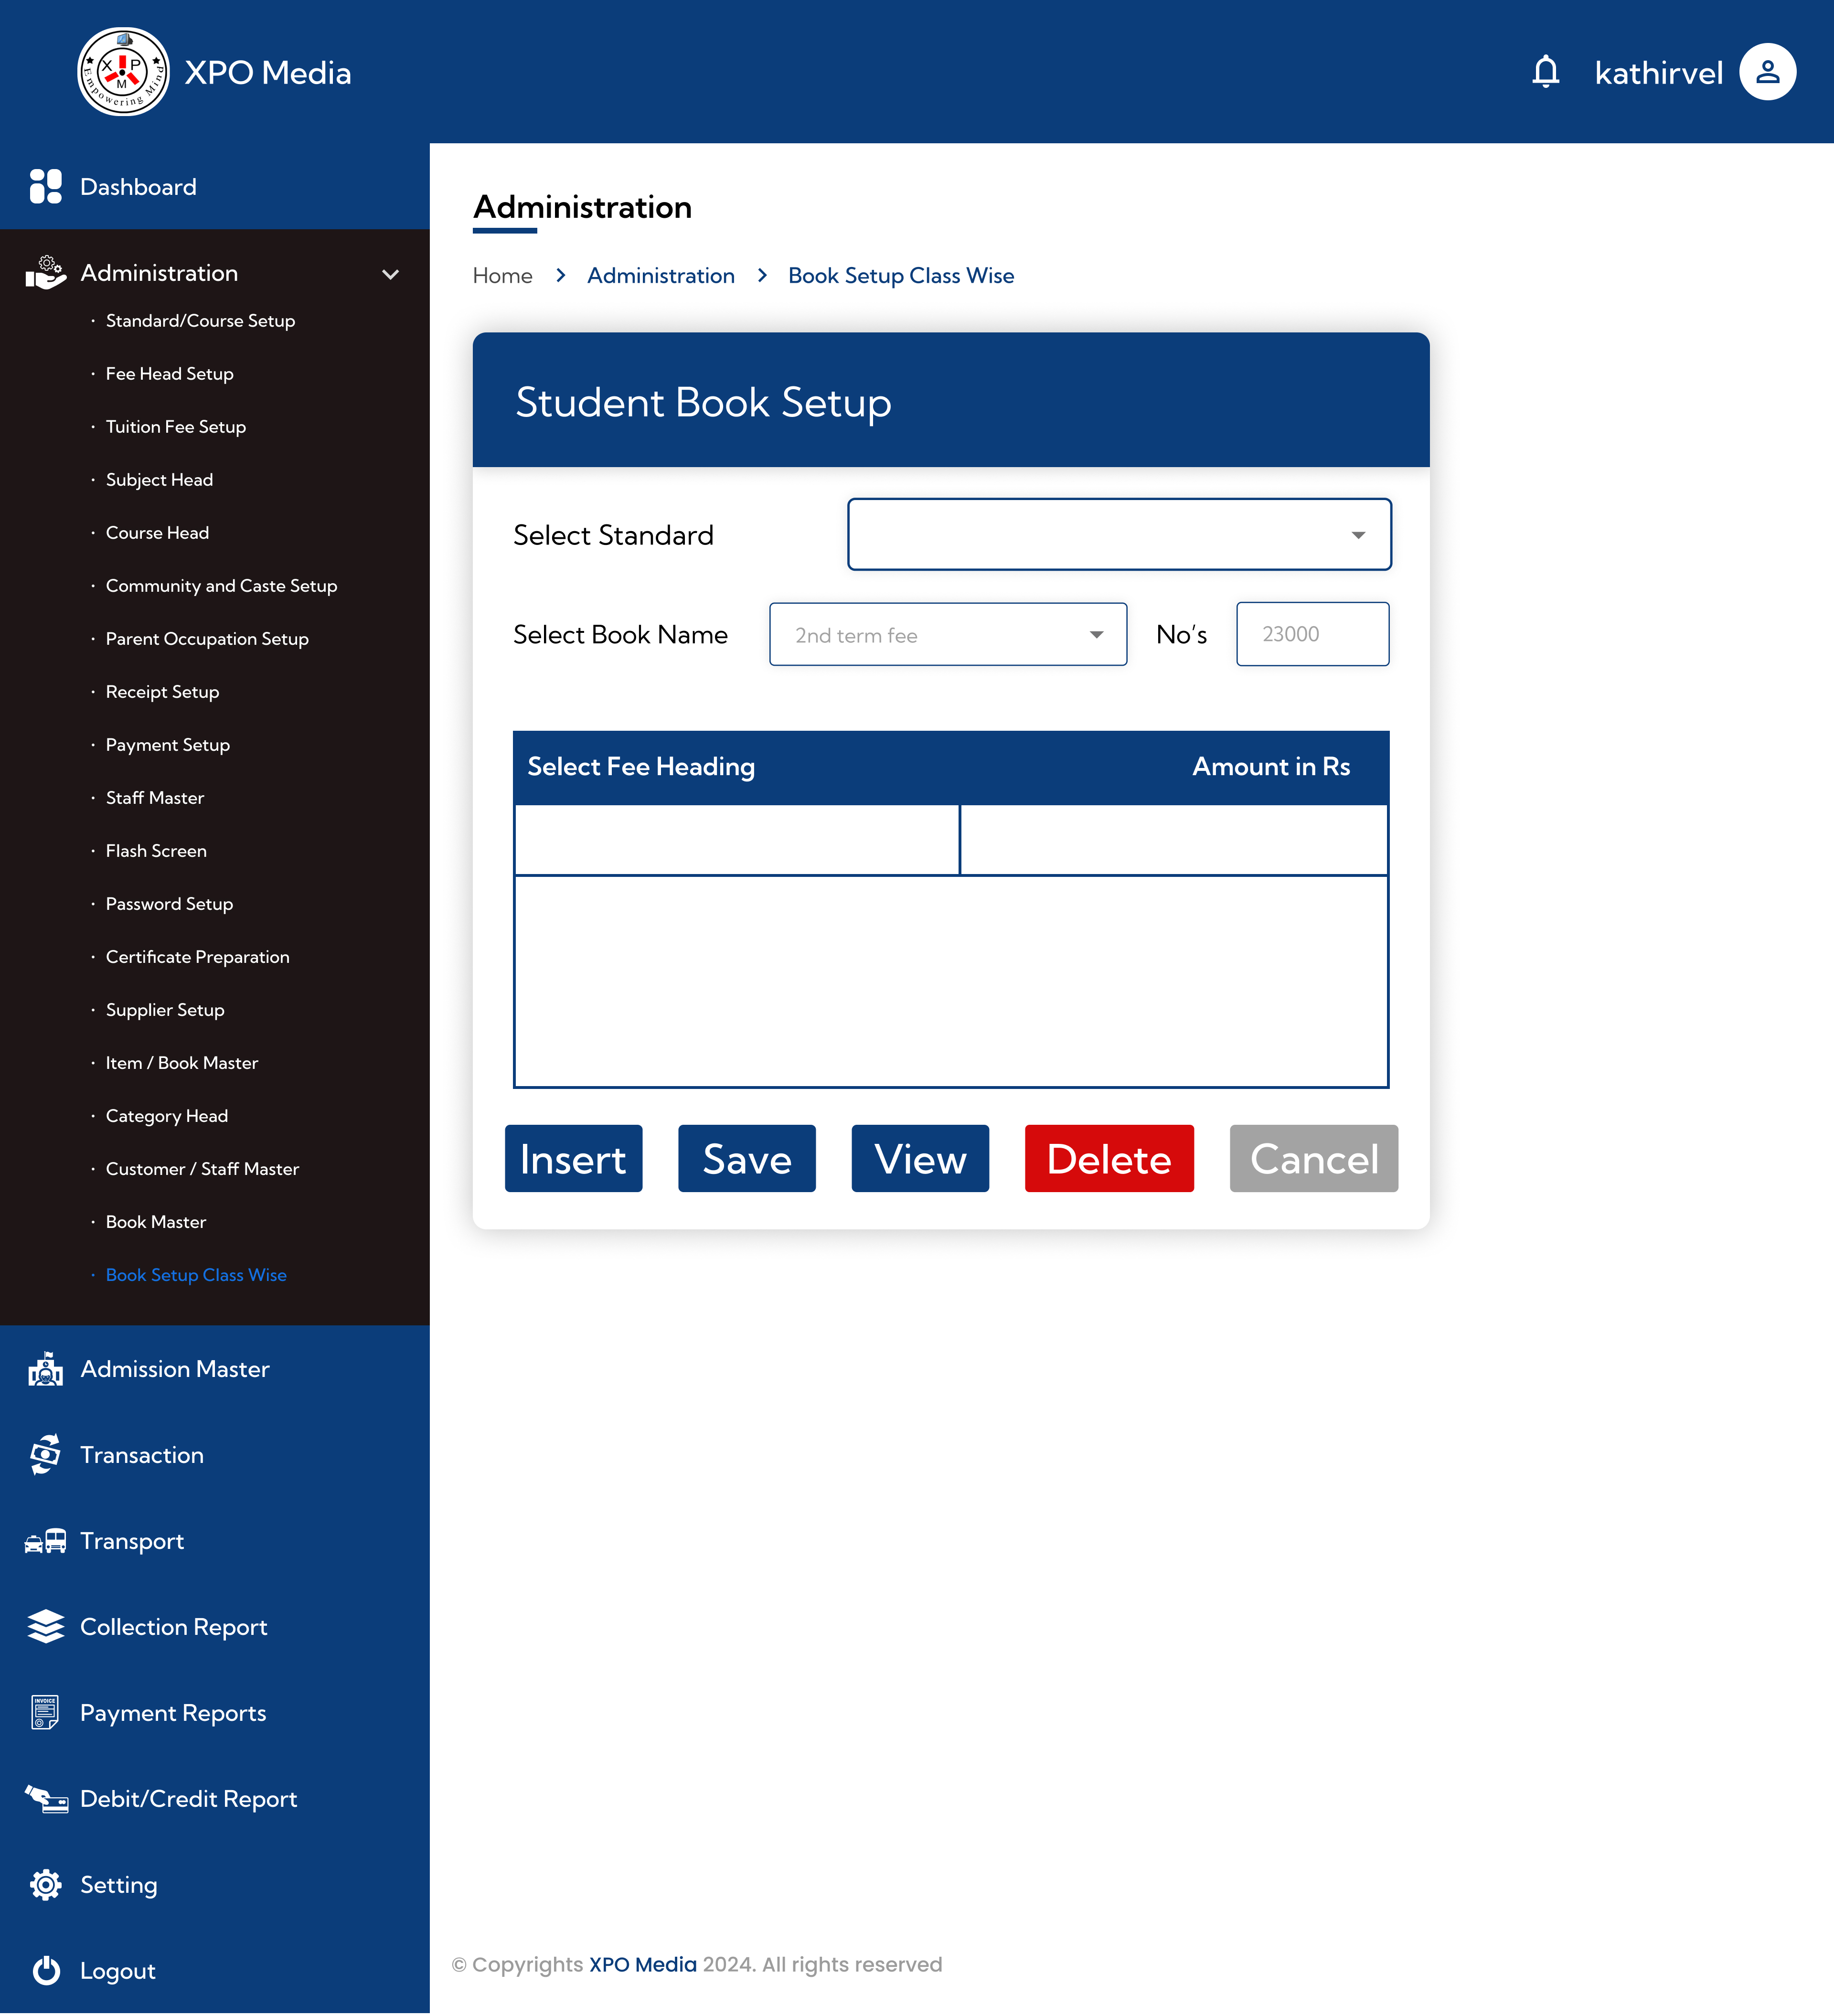 X P M
Empowering Mind
XPO Media
kathirvel
Dashboard
Administration
· Standard/Course Setup
· Fee Head Setup
· Tuition Fee Setup
· Subject Head
· Course Head
· Community and Caste Setup
· Parent Occupation Setup
· Receipt Setup
· Payment Setup
· Staff Master
· Flash Screen
· Password Setup
· Certificate Preparation
· Supplier Setup
· Item / Book Master
· Category Head
· Customer / Staff Master
· Book Master
· Book Setup Class Wise
Admission Master
Transaction
Transport
Collection Report
INVOICE
Payment Reports
Debit/Credit Report
Setting
Logout
Administration
Home > Administration > Book Setup Class Wise
Student Book Setup
Select Standard
Select Book Name 2nd term fee No’s 23000
Select Fee Heading Amount in Rs
Insert Save View Delete Cancel
© Copyrights XPO Media 2024. All rights reserved